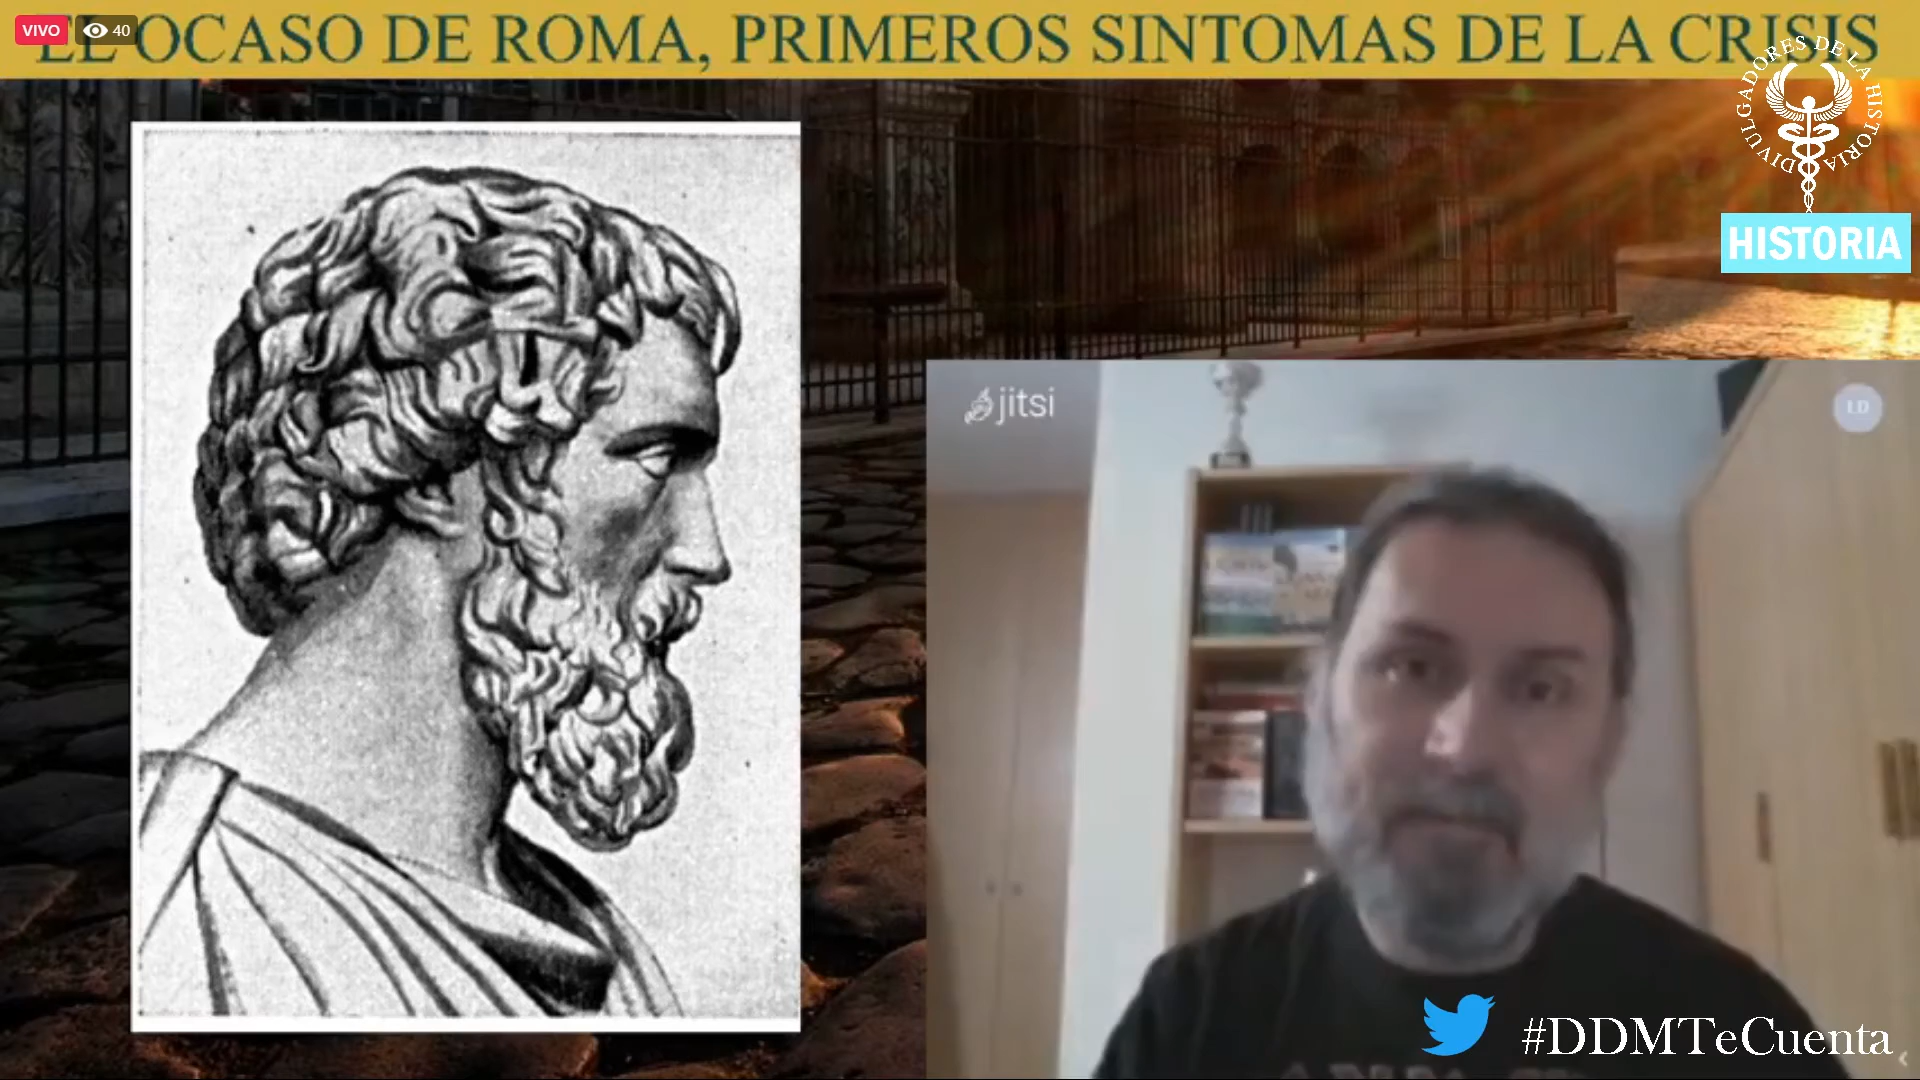 VIVO
40
EL OCASO DE ROMA, PRIMEROS SINTOMAS DE LA CRISIS
DIVULGADORES DE LA HISTORIA
HISTORIA
jitsi
LD
#DDMTeCuenta